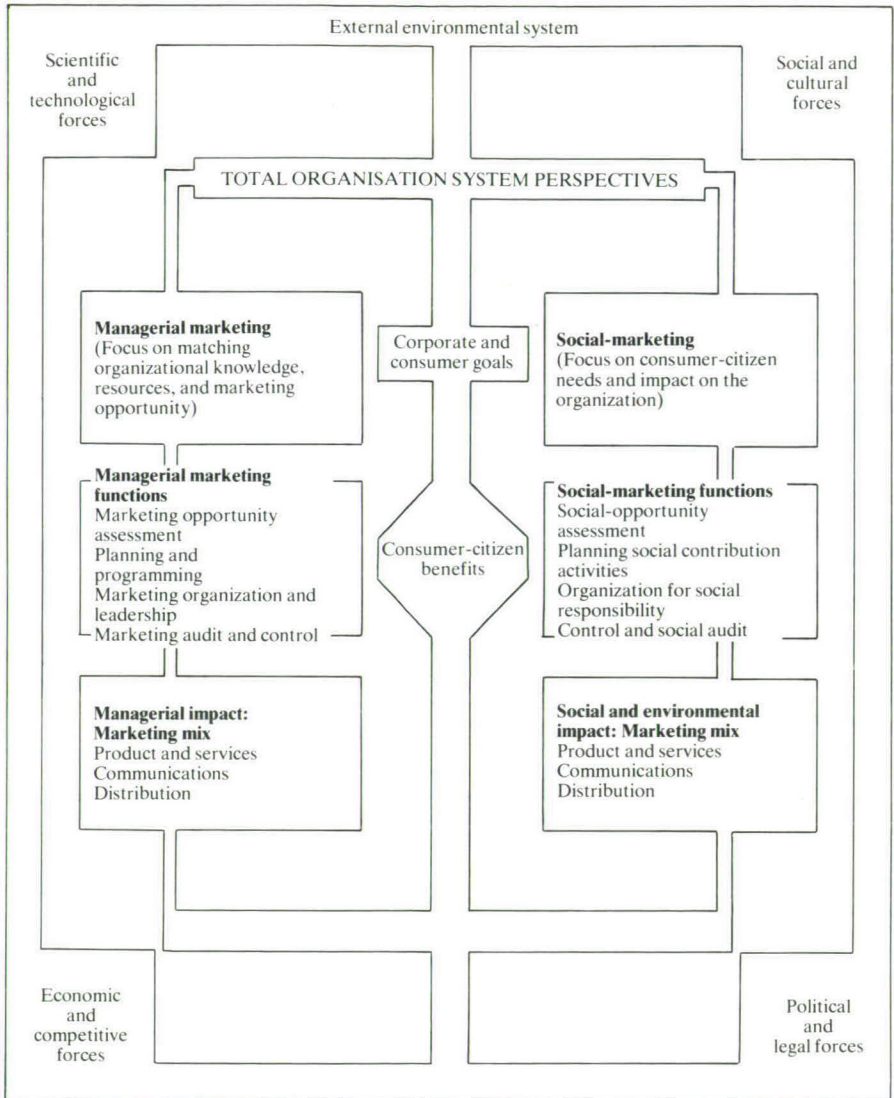 External environmental system
Scientific
and
technological
forces
Social and
cultural
forces
TOTAL ORGANISATION SYSTEM PERSPECTIVES
Managerial marketing
(Focus on matching
organizational knowledge,
resources, and marketing
opportunity)
Corporate and
consumer goals
Social-marketing
(Focus on consumer-citizen
needs and impact on the
organization)
Managerial marketing
functions
Marketing opportunity
assessment
Planning and
programming
Marketing organization and
leadership
Marketing audit and control
Consumer-citizen
benefits
Social-marketing functions
Social-opportunity
assessment
Planning social contribution
activities
Organization for social
responsibility
Control and social audit
Managerial impact:
Marketing mix
Product and services
Communications
Distribution
Social and environmental
impact: Marketing mix
Product and services
Communications
Distribution
Economic
and
competitive
forces
Political
and
legal forces